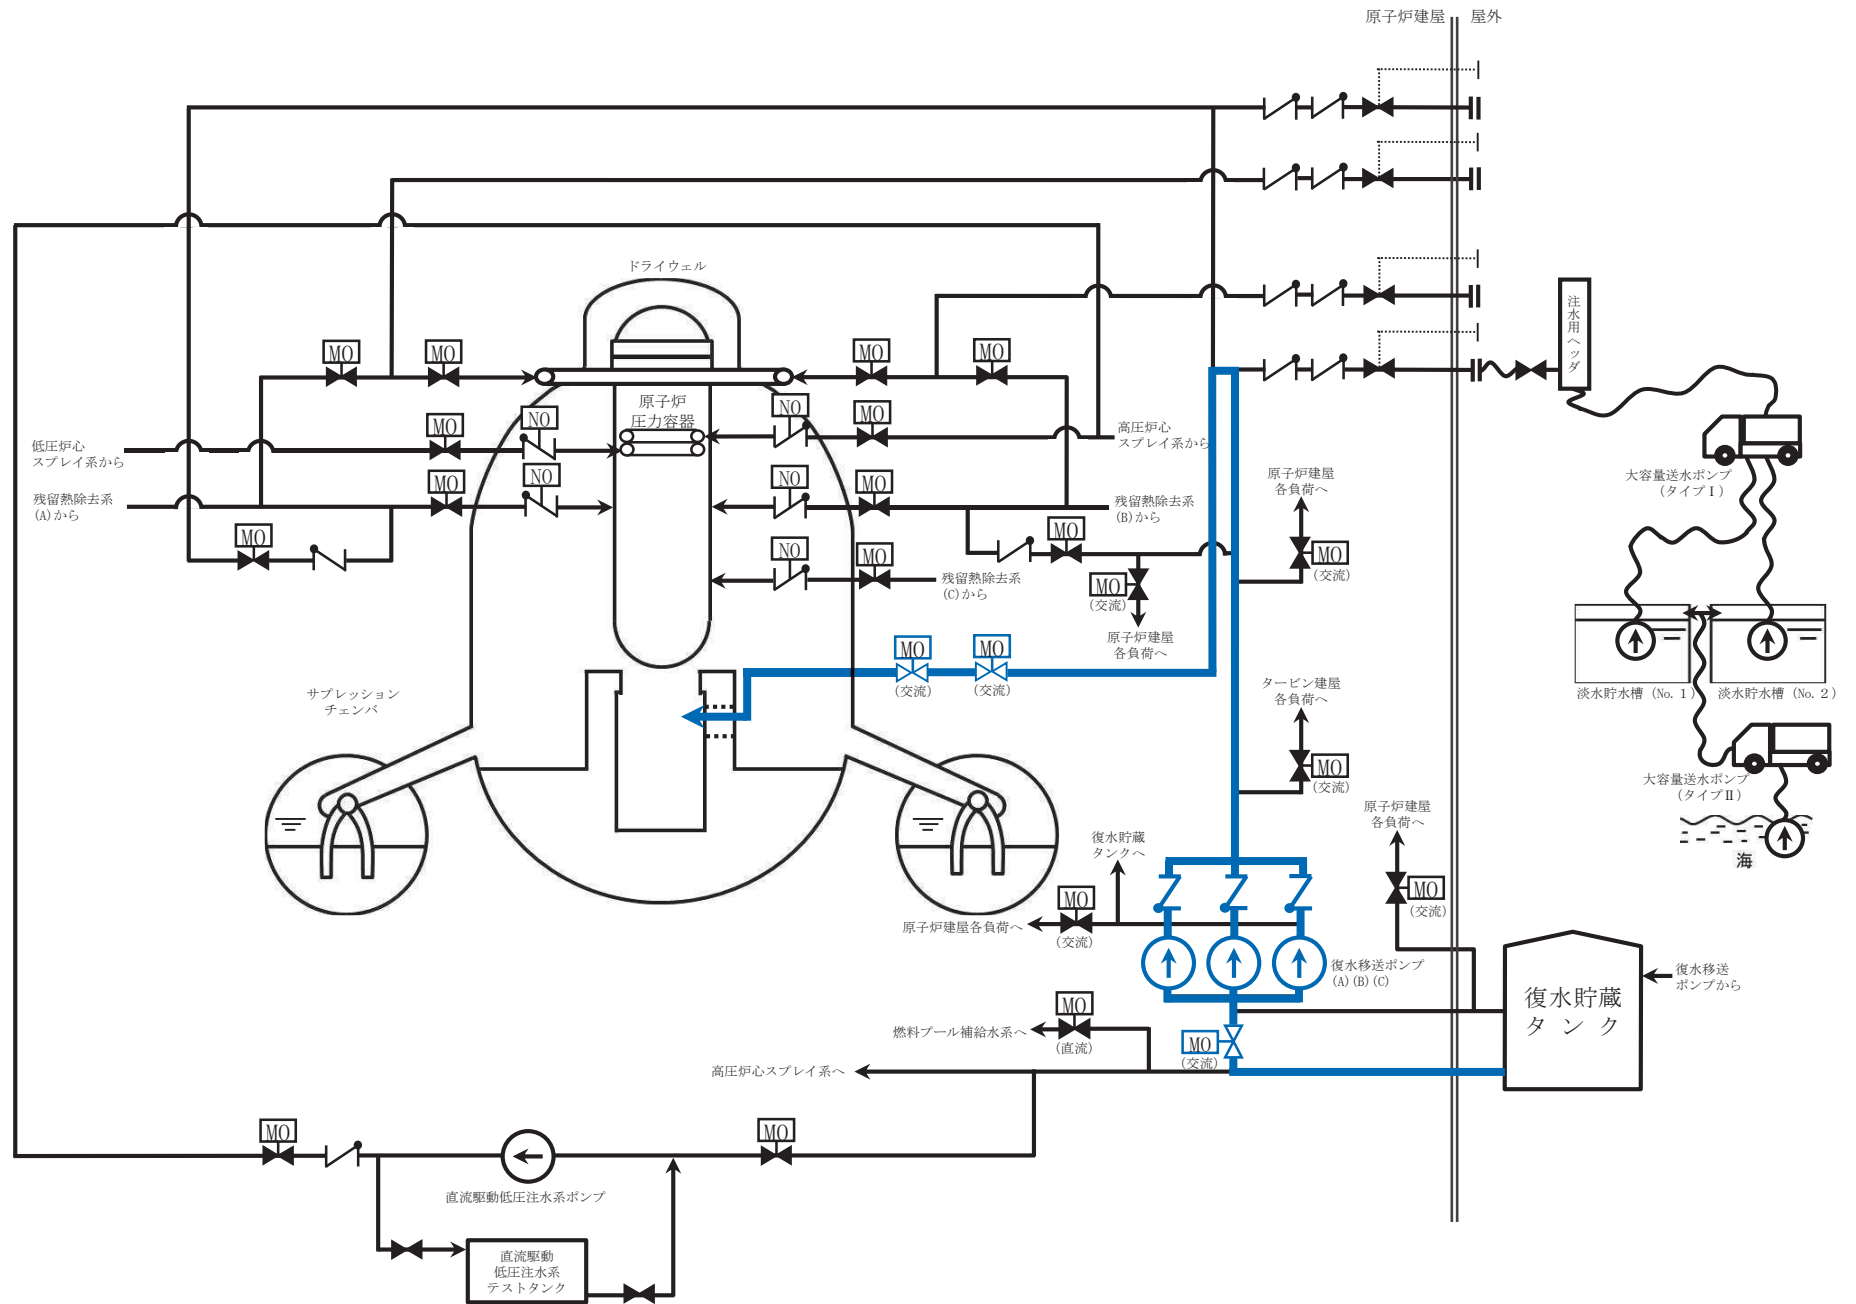 原子炉建屋
屋外
ドライウェル
注水用ヘッダ
MO
MO
MO
MO
原子炉
圧力容器
NO
MO
MO
NO
MO
低圧炉心
スプレイ系から
高圧炉心
スプレイ系から
大容量送水ポンプ
(タイプⅠ)
NO
MO
NO
MO
残留熱除去系
(A)から
残留熱除去系
(B)から
原子炉建屋
各負荷へ
MO
MO
MO
(交流)
NO
MO
残留熱除去系
(C)から
MO
(交流)
原子炉建屋
各負荷へ
MO
(交流)
MO
(交流)
サプレッション
チェンバ
タービン建屋
各負荷へ
淡水貯水槽 (No. 1)
淡水貯水槽 (No. 2)
MO
(交流)
大容量送水ポンプ
(タイプⅡ)
海
原子炉建屋
各負荷へ
復水貯蔵
タンクへ
MO
(交流)
MO
(交流)
原子炉建屋各負荷へ
復水移送ポンプ
(A)(B)(C)
復水貯蔵
タンク
復水移送
ポンプから
MO
(直流)
燃料プール補給水系へ
MO
(交流)
高圧炉心スプレイ系へ
MO
MO
直流駆動低圧注水系ポンプ
直流駆動
低圧注水系
テストタンク